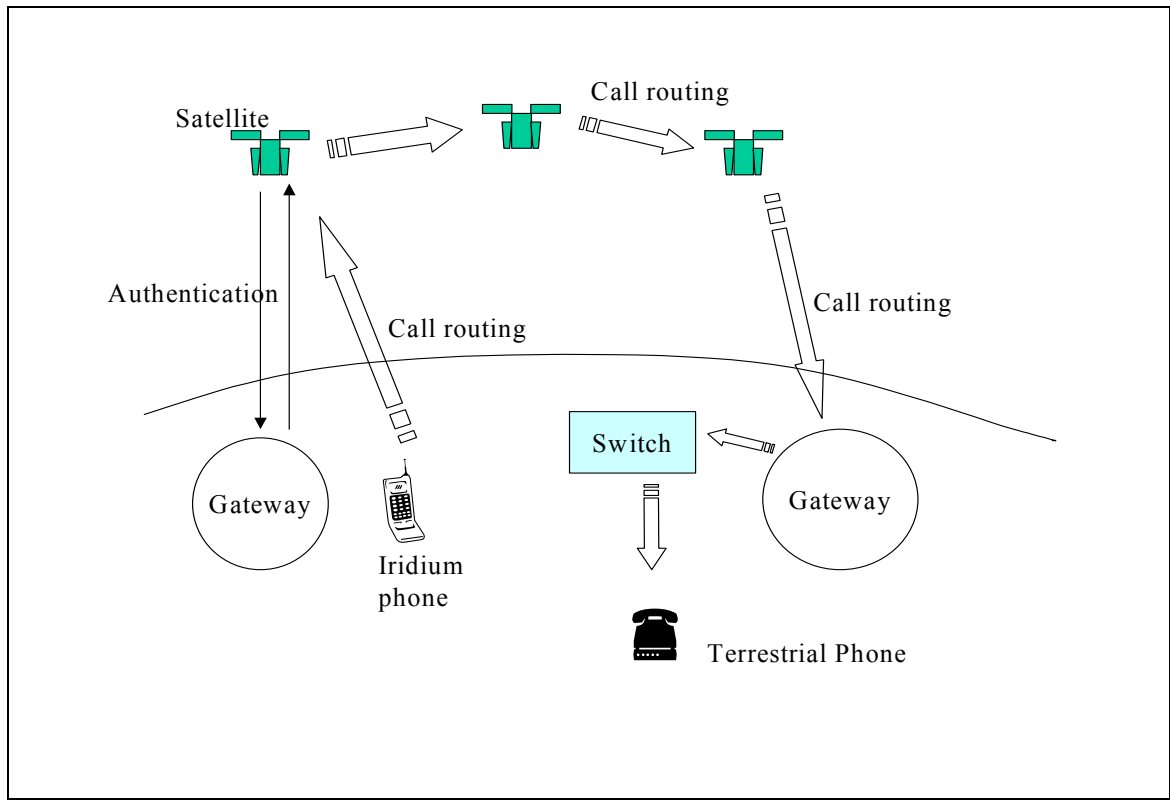 Call routing
Satellite
Authentication
Call routing
Call routing
Switch
Gateway
Gateway
Iridium
phone
Terrestrial Phone